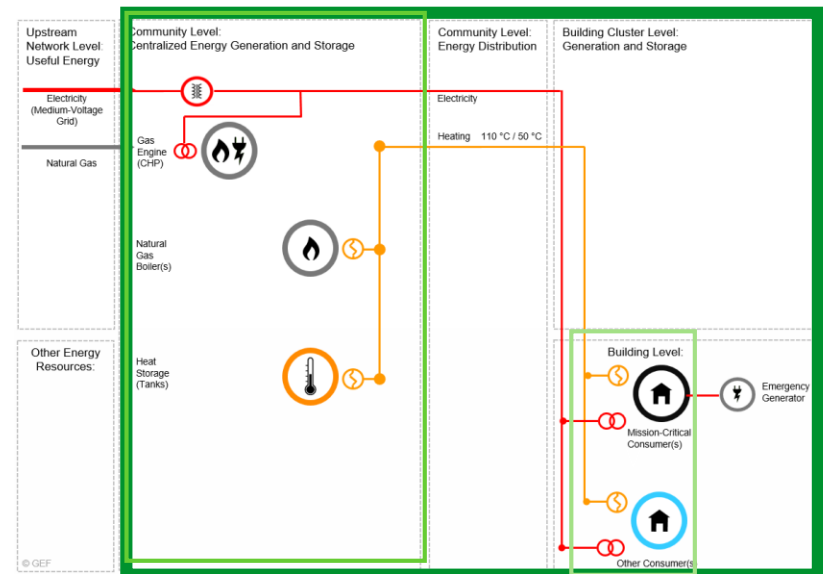 Upstream
Network Level:
Useful Energy
Community Level:
Centralized Energy Generation and Storage
Community Level:
Energy Distribution
Building Cluster Level:
Generation and Storage
Electricity
(Medium-Voltage
Grid)
Natural Gas
Gas
Engine
(CHP)
Electricity
Heating 110 °C / 50 °C
Natural
Gas
Boiler(s)
Heat
Storage
(Tanks)
Other Energy
Resources:
Building Level:
Emergency
Generator
Mission-Critical
Consumer(s)
Other Consumer(s)
© GEF